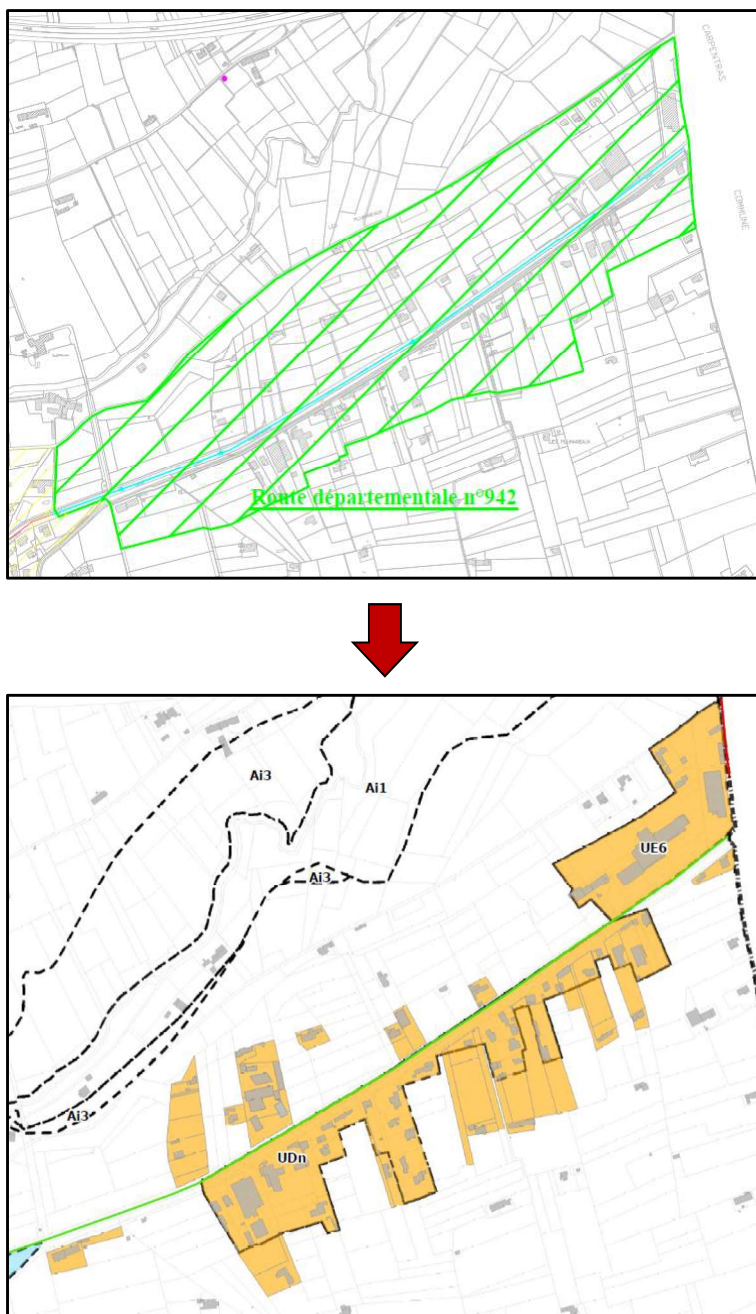 CARPENTRAS
COMMUNE
Route départementale n°942
Ai3
Ai1
Ai3
UE6
Ai3
UDn